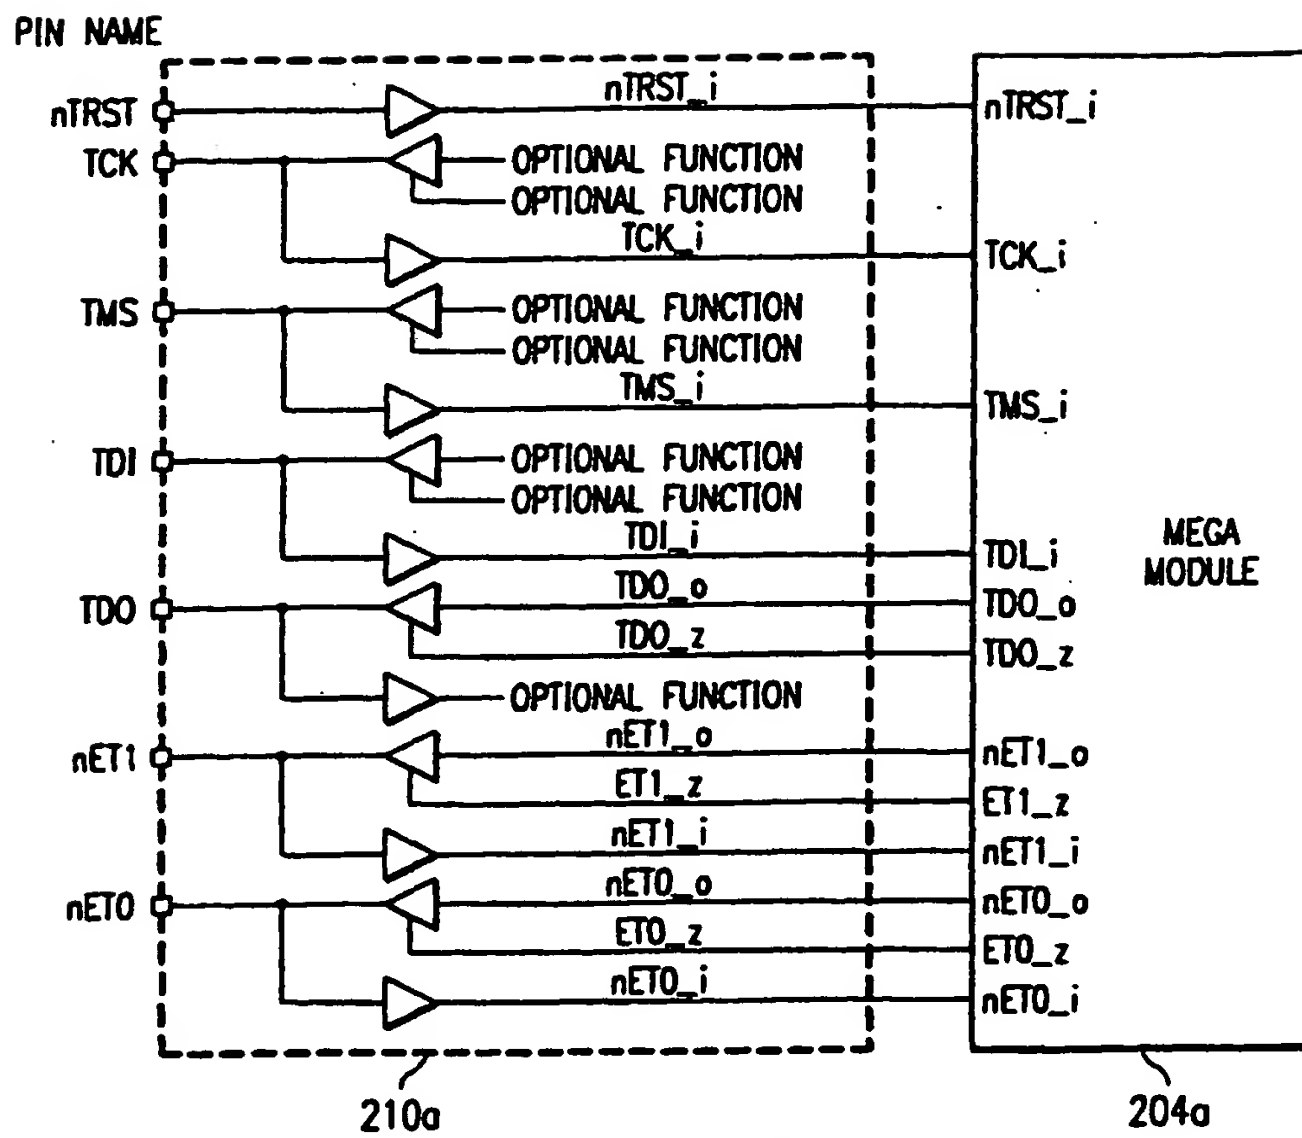 PIN NAME
nTRST
nTRST_i
nTRST_i
TCK
OPTIONAL FUNCTION
OPTIONAL FUNCTION
TCK_i
TCK_i
TMS
OPTIONAL FUNCTION
OPTIONAL FUNCTION
TMS_i
TMS_i
TDI
OPTIONAL FUNCTION
OPTIONAL FUNCTION
TDI_i
TDI_i
MEGA
MODULE
TDO
TDO_o
TDO_o
TDO_z
TDO_z
OPTIONAL FUNCTION
nET1
nET1_o
nET1_o
ET1_z
ET1_z
nET1_i
nET1_i
nET0
nET0_o
nET0_o
ET0_z
ET0_z
nET0_i
nET0_i
210a
204a